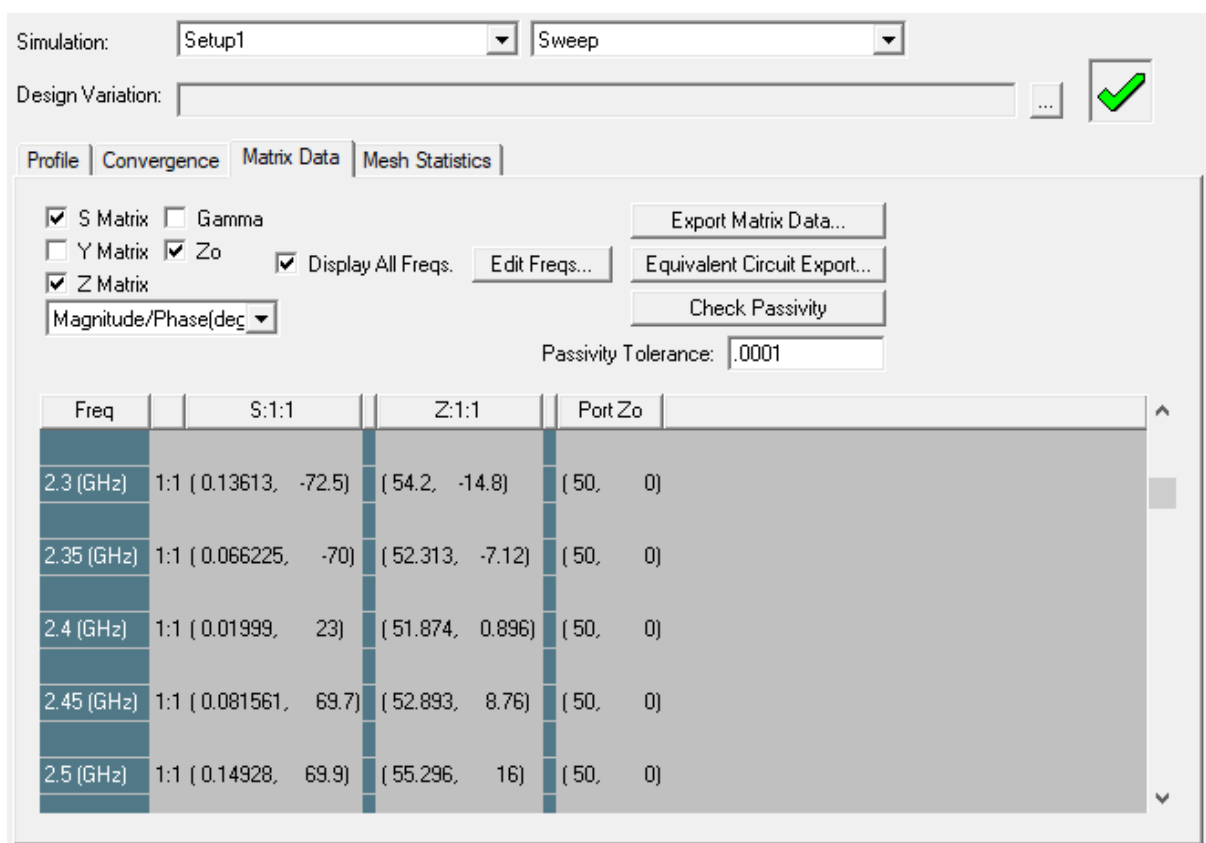 Simulation: Setup1 Sweep
Design Variation: ...
Profile Convergence Matrix Data Mesh Statistics
S Matrix Gamma Export Matrix Data...
Y Matrix Zo Display All Freqs. Edit Freqs... Equivalent Circuit Export...
Z Matrix Check Passivity
Magnitude/Phase(deg
Passivity Tolerance: .0001
Freq S:1:1 Z:1:1 Port Zo
2.3 (GHz) 1:1 ( 0.13613, -72.5) ( 54.2, -14.8) ( 50, 0)
2.35 (GHz) 1:1 ( 0.066225, -70) ( 52.313, -7.12) ( 50, 0)
2.4 (GHz) 1:1 ( 0.01999, 23) ( 51.874, 0.896) ( 50, 0)
2.45 (GHz) 1:1 ( 0.081561, 69.7) ( 52.893, 8.76) ( 50, 0)
2.5 (GHz) 1:1 ( 0.14928, 69.9) ( 55.296, 16) ( 50, 0)